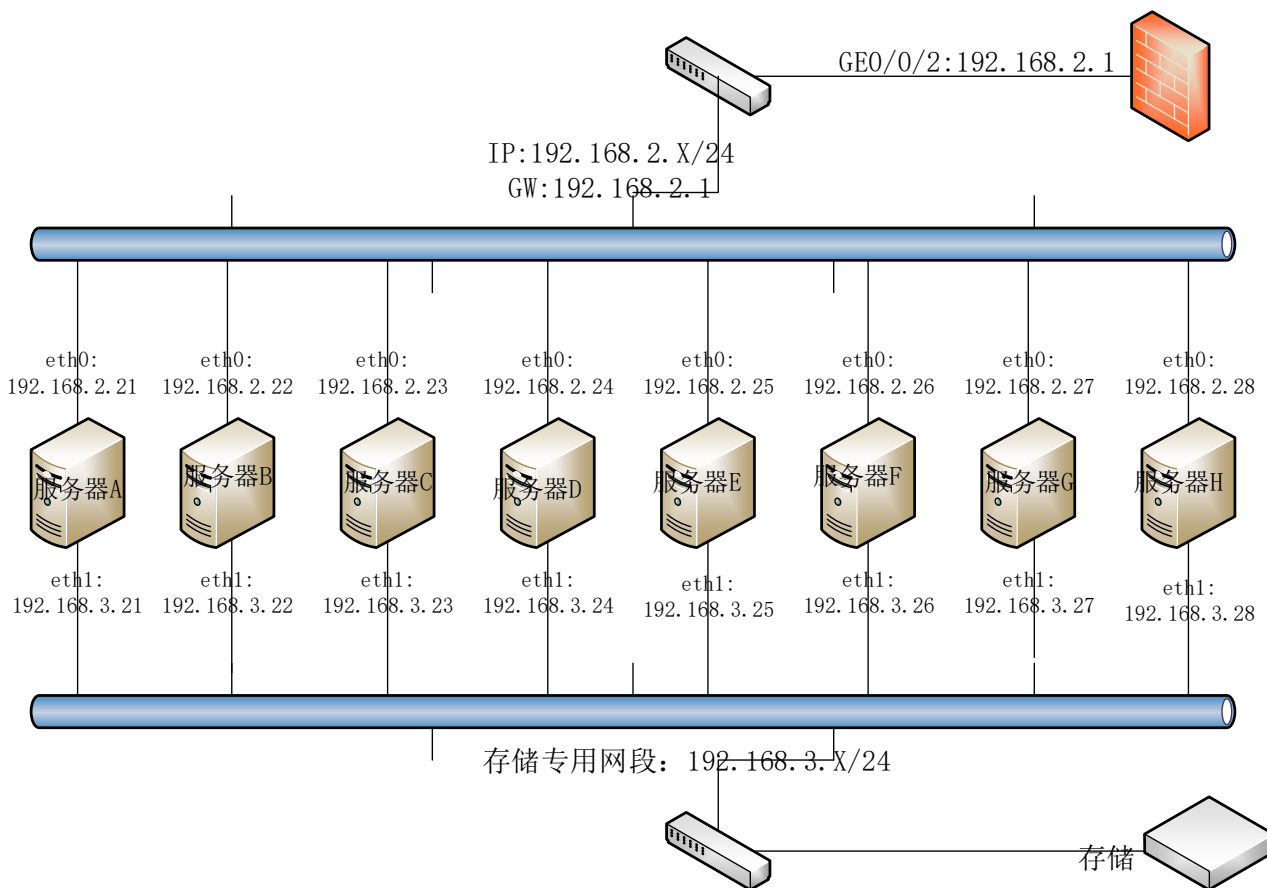 GE0/0/2:192.168.2.1
IP:192.168.2.X/24
GW:192.168.2.1
eth0:
192.168.2.21
eth0:
192.168.2.22
eth0:
192.168.2.23
eth0:
192.168.2.24
eth0:
192.168.2.25
eth0:
192.168.2.26
eth0:
192.168.2.27
eth0:
192.168.2.28
服务器A
服务器B
服务器C
服务器D
服务器E
服务器F
服务器G
服务器H
eth1:
192.168.3.21
eth1:
192.168.3.22
eth1:
192.168.3.23
eth1:
192.168.3.24
eth1:
192.168.3.25
eth1:
192.168.3.26
eth1:
192.168.3.27
eth1:
192.168.3.28
存储专用网段：192.168.3.X/24
存储